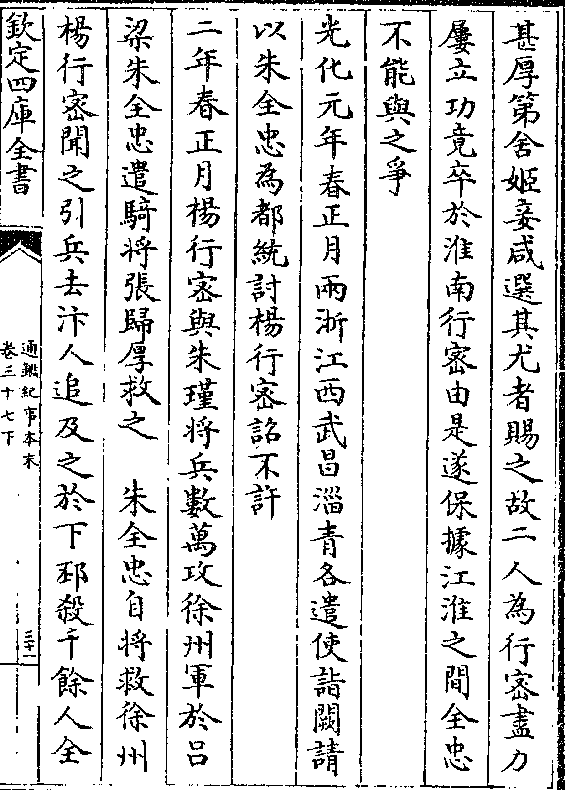 甚厚第舍姬妾咸選其尤者賜之故二人為行密盡力
屢立功竟卒於淮南行密由是遂保據江淮之間全忠
不能與之爭
光化元年春正月兩浙江西武昌淄青各遣使詣闕請
以朱全忠為都統討楊行密詔不許
二年春正月楊行密與朱瑾將兵數萬攻徐州軍於吕
梁朱全忠遣騎將張歸厚救之　朱全忠自將救徐州
楊行密聞之引兵去汴人追及之於下邳殺千餘人全
欽定四庫全書
通鑑紀事本末
卷三十七下
三十一